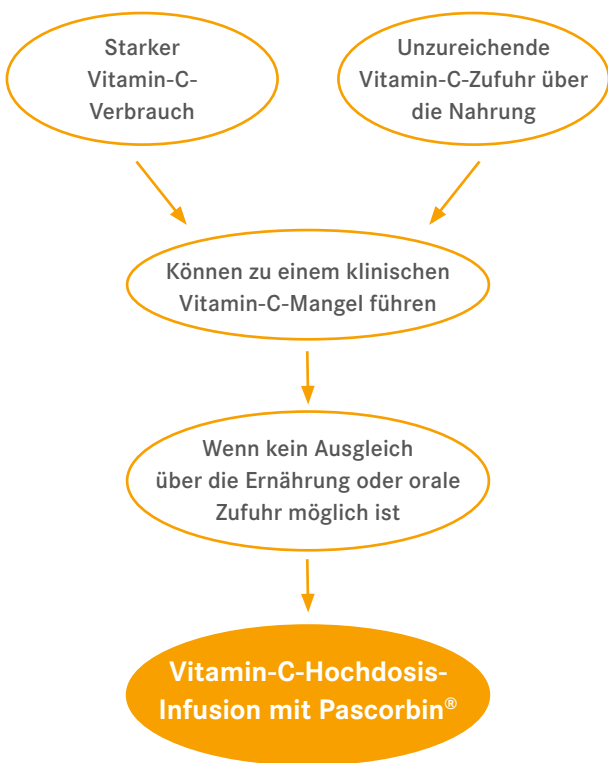 Starker
Vitamin-C-
Verbrauch
Unzureichende
Vitamin-C-Zufuhr über
die Nahrung
Können zu einem klinischen
Vitamin-C-Mangel führen
Wenn kein Ausgleich
über die Ernährung oder orale
Zufuhr möglich ist
Vitamin-C-Hochdosis-
Infusion mit Pascorbin®